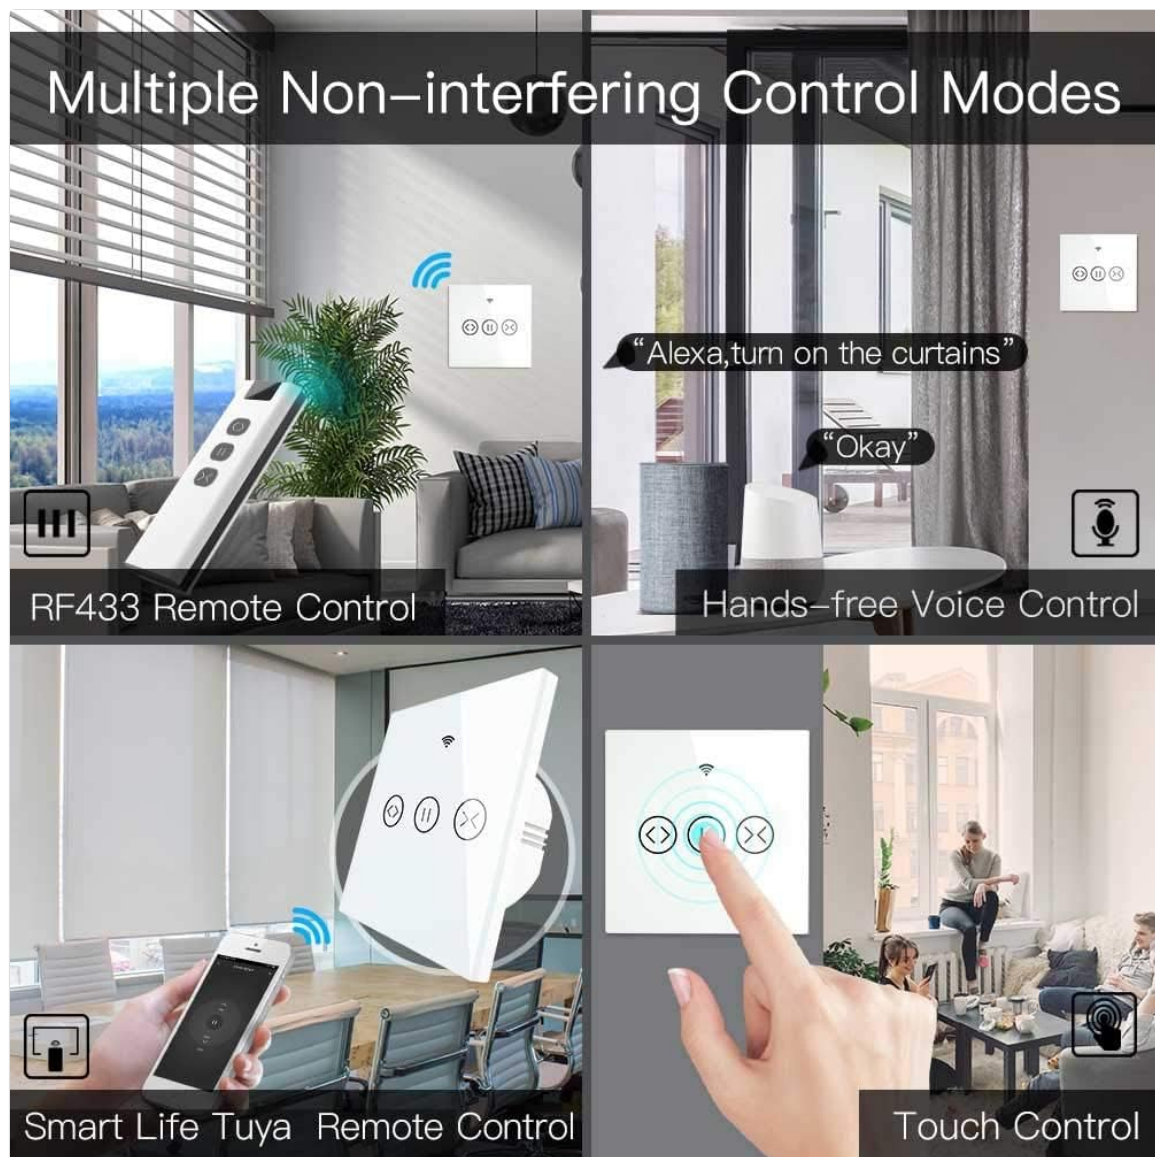 Multiple Non-interfering Control Modes
"Alexa,turn on the curtains"
"Okay"
RF433 Remote Control
Hands-free Voice Control
Smart Life Tuya Remote Control
Touch Control